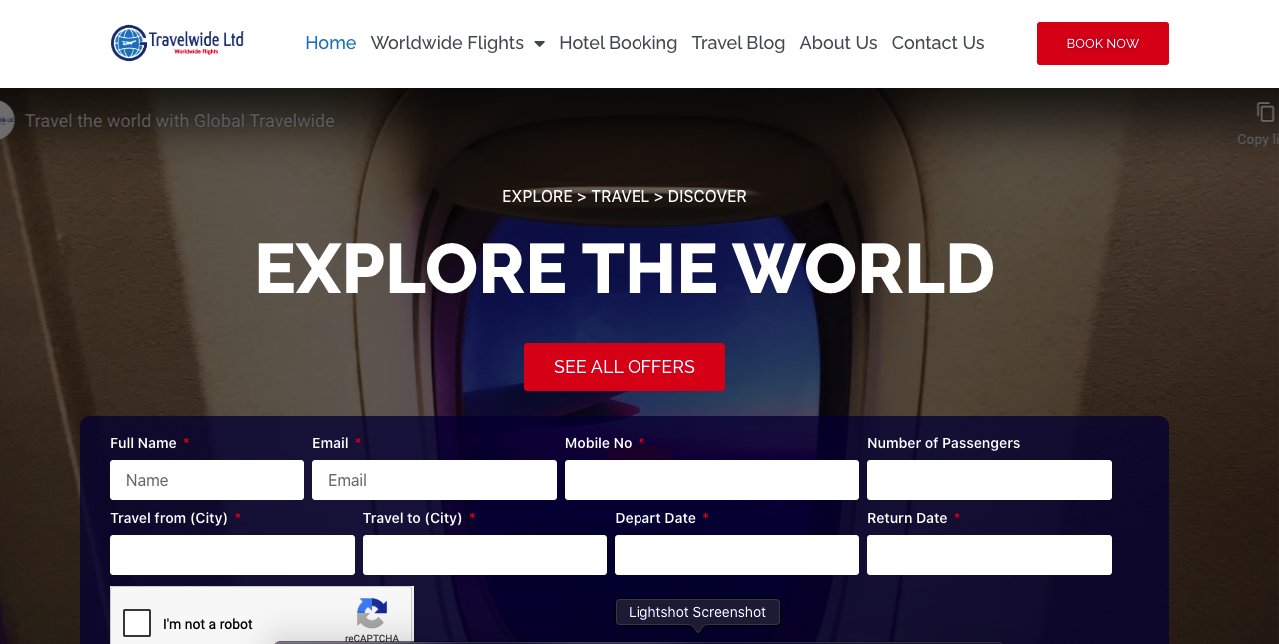 Travelwide Ltd
Worldwide Flights
Home Worldwide Flights Hotel Booking Travel Blog About Us Contact Us
BOOK NOW
Travel the world with Global Travelwide
EXPLORE > TRAVEL > DISCOVER
EXPLORE THE WORLD
SEE ALL OFFERS
Full Name * Email * Mobile No * Number of Passengers
Name Email
Travel from (City) * Travel to (City) * Depart Date * Return Date *
I'm not a robot
reCAPTCHA
Lightshot Screenshot